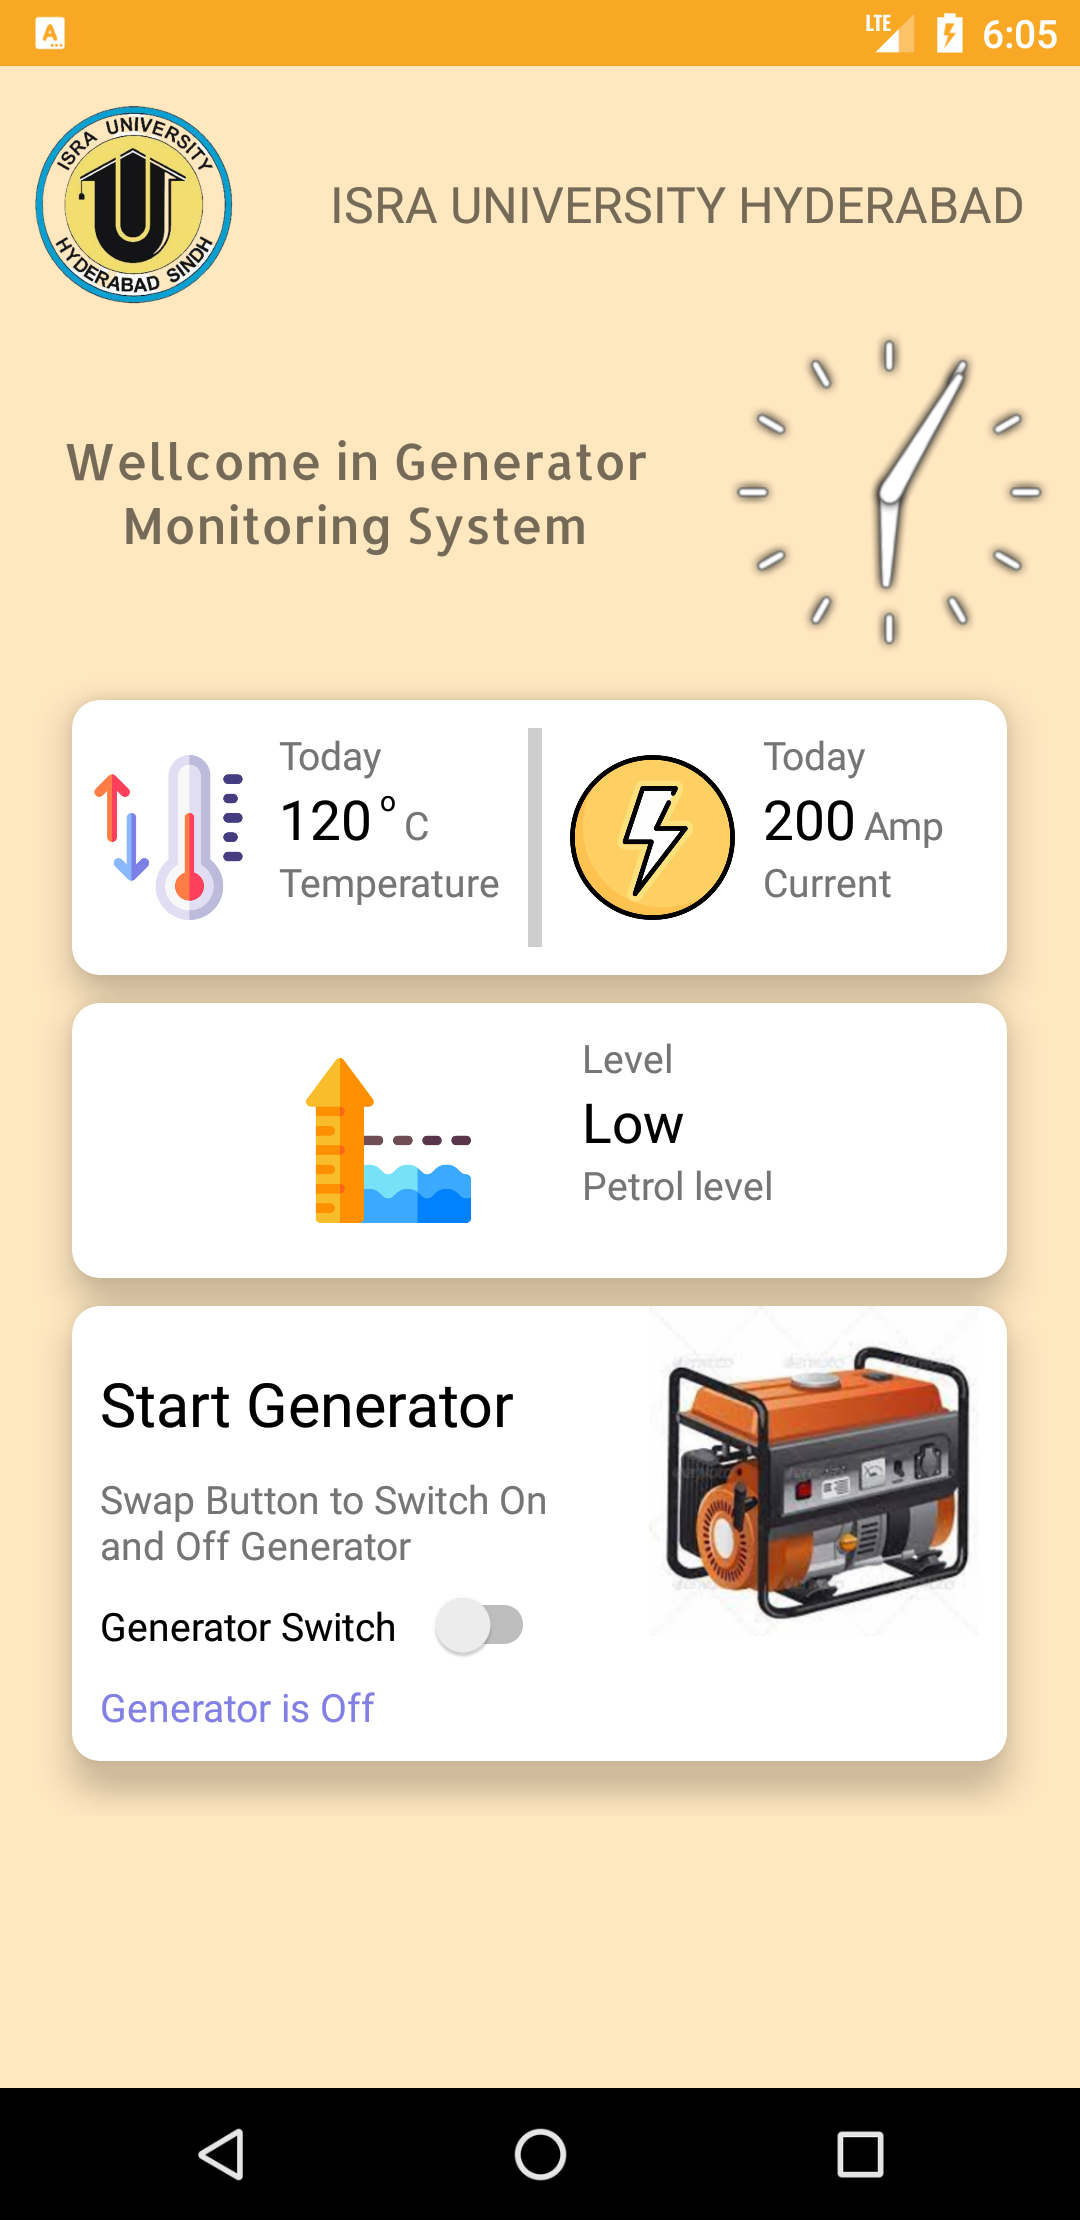 A
LTE
6:05
ISRA UNIVERSITY
HYDERABAD SINDH
ISRA UNIVERSITY HYDERABAD
Wellcome in Generator
Monitoring System
Today
120 o C
Temperature
Today
200 Amp
Current
Level
Low
Petrol level
Start Generator
Swap Button to Switch On
and Off Generator
Generator Switch
Generator is Off